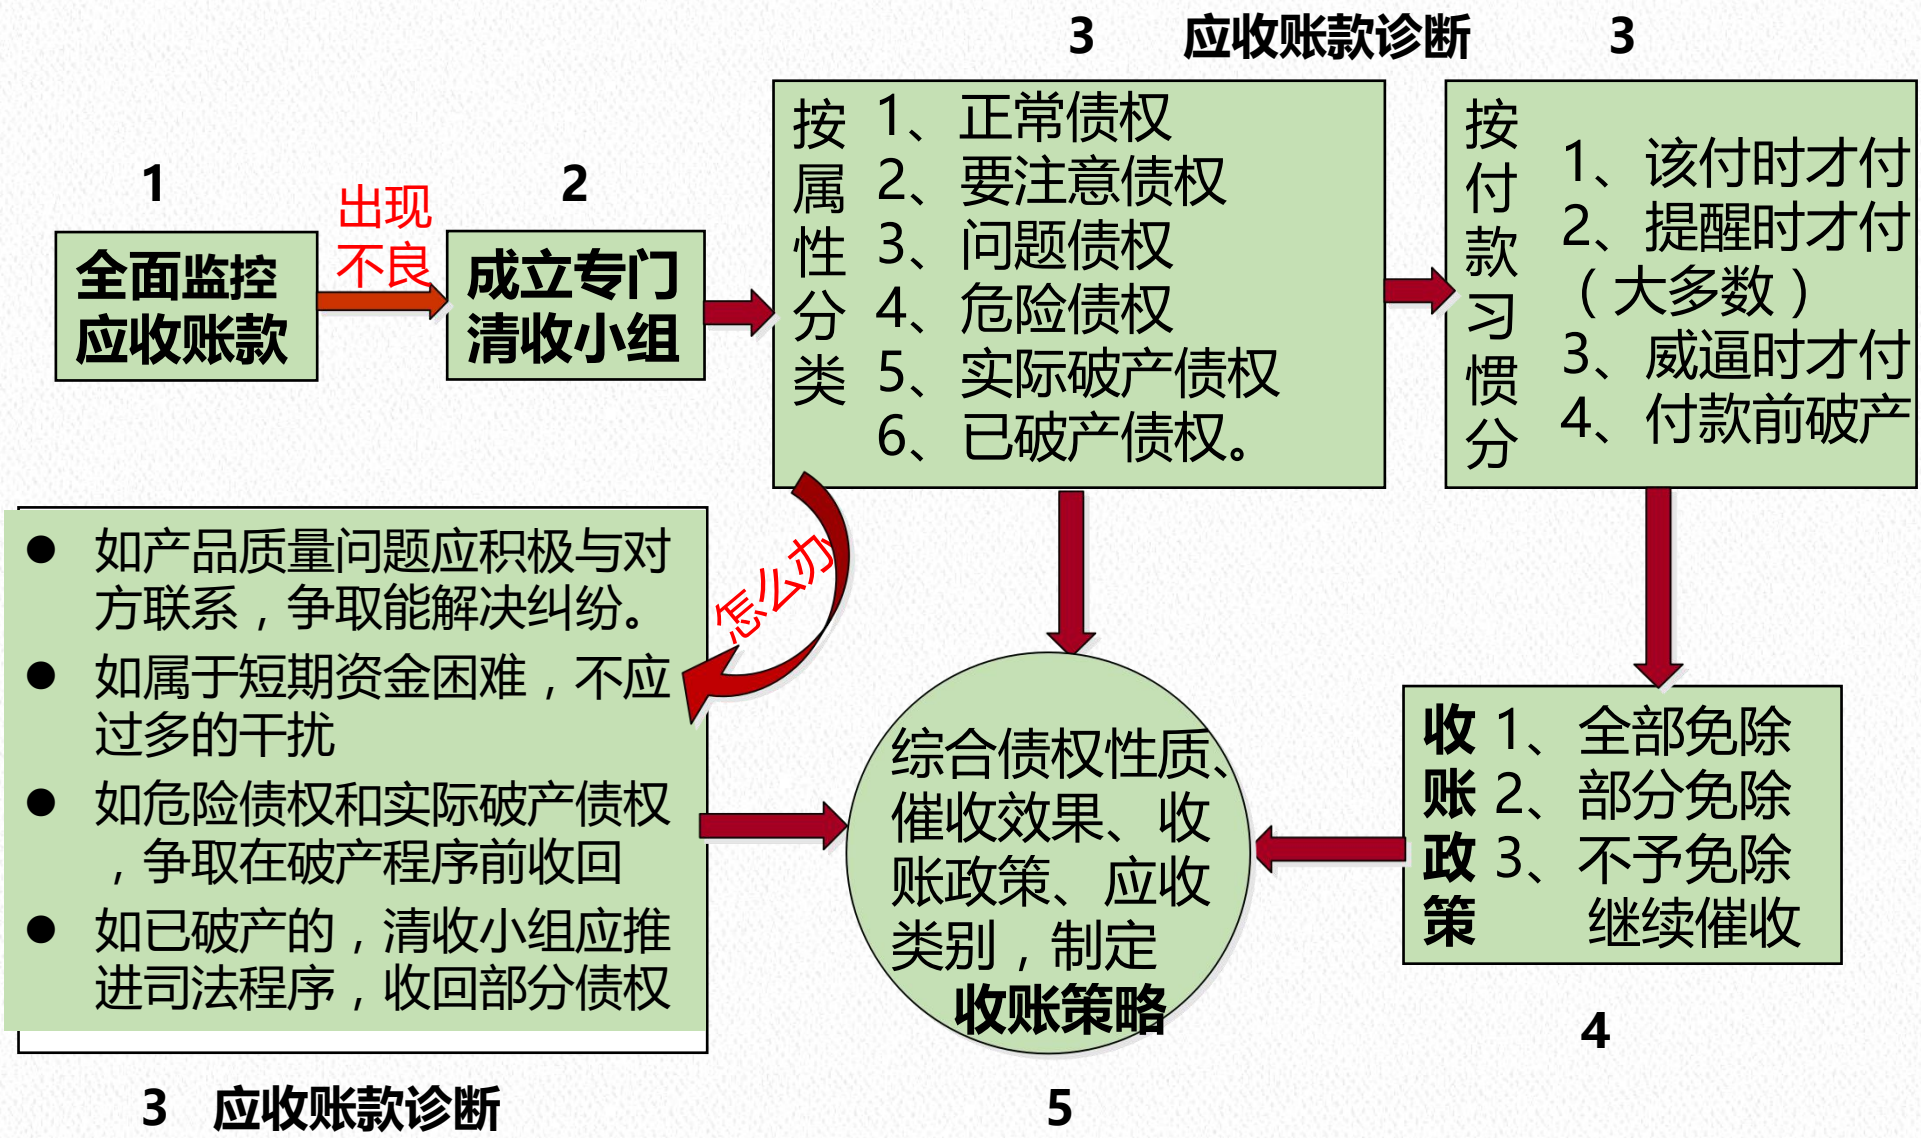 3 应收账款诊断 3
1
全面监控
应收账款
出现
不良
2
成立专门
清收小组
按属性分类
1、正常债权
2、要注意债权
3、问题债权
4、危险债权
5、实际破产债权
6、已破产债权。
按付款习惯分
1、该付时才付
2、提醒时才付
（大多数）
3、威逼时才付
4、付款前破产
怎么办
● 如产品质量问题应积极与对
方联系，争取能解决纠纷。
● 如属于短期资金困难，不应
过多的干扰
● 如危险债权和实际破产债权
，争取在破产程序前收回
● 如已破产的，清收小组应推
进司法程序，收回部分债权
3 应收账款诊断
综合债权性质、
催收效果、收
账政策、应收
类别，制定
收账策略
5
收账政策
1、全部免除
2、部分免除
3、不予免除
继续催收
4